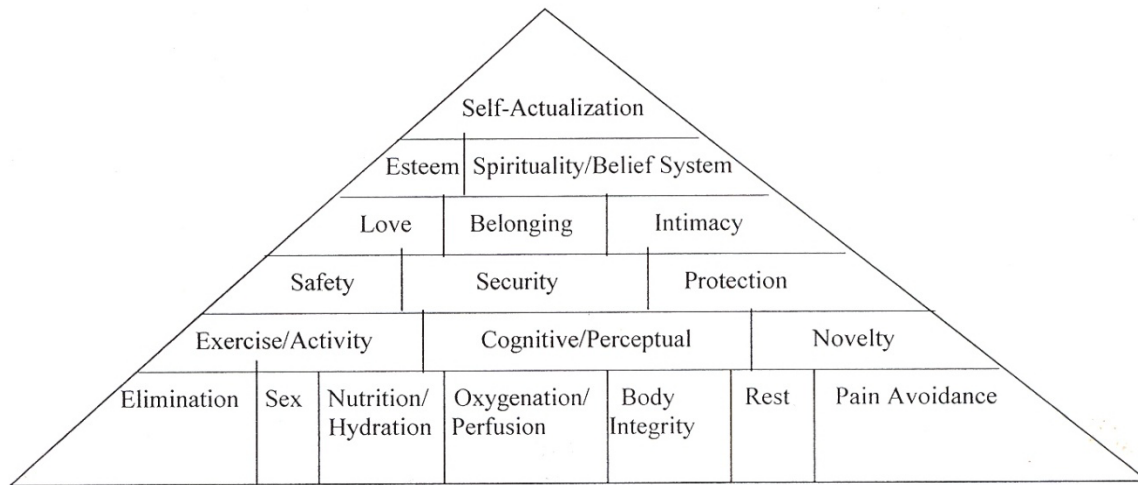 Self-Actualization
Esteem Spirituality/Belief System
Love Belonging Intimacy
Safety Security Protection
Exercise/Activity Cognitive/Perceptual Novelty
Elimination Sex Nutrition/ Oxygenation/ Body Rest Pain Avoidance
Hydration Perfusion Integrity